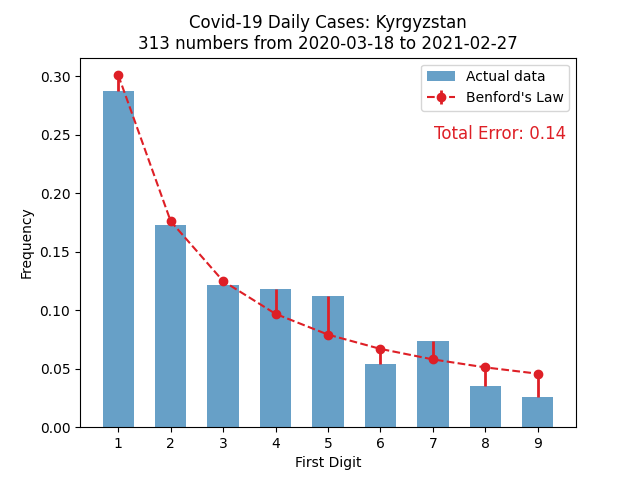 Covid-19 Daily Cases: Kyrgyzstan
313 numbers from 2020-03-18 to 2021-02-27
Actual data
Benford's Law
Total Error: 0.14
Frequency
0.30
0.25
0.20
0.15
0.10
0.05
0.00
1 2 3 4 5 6 7 8 9
First Digit